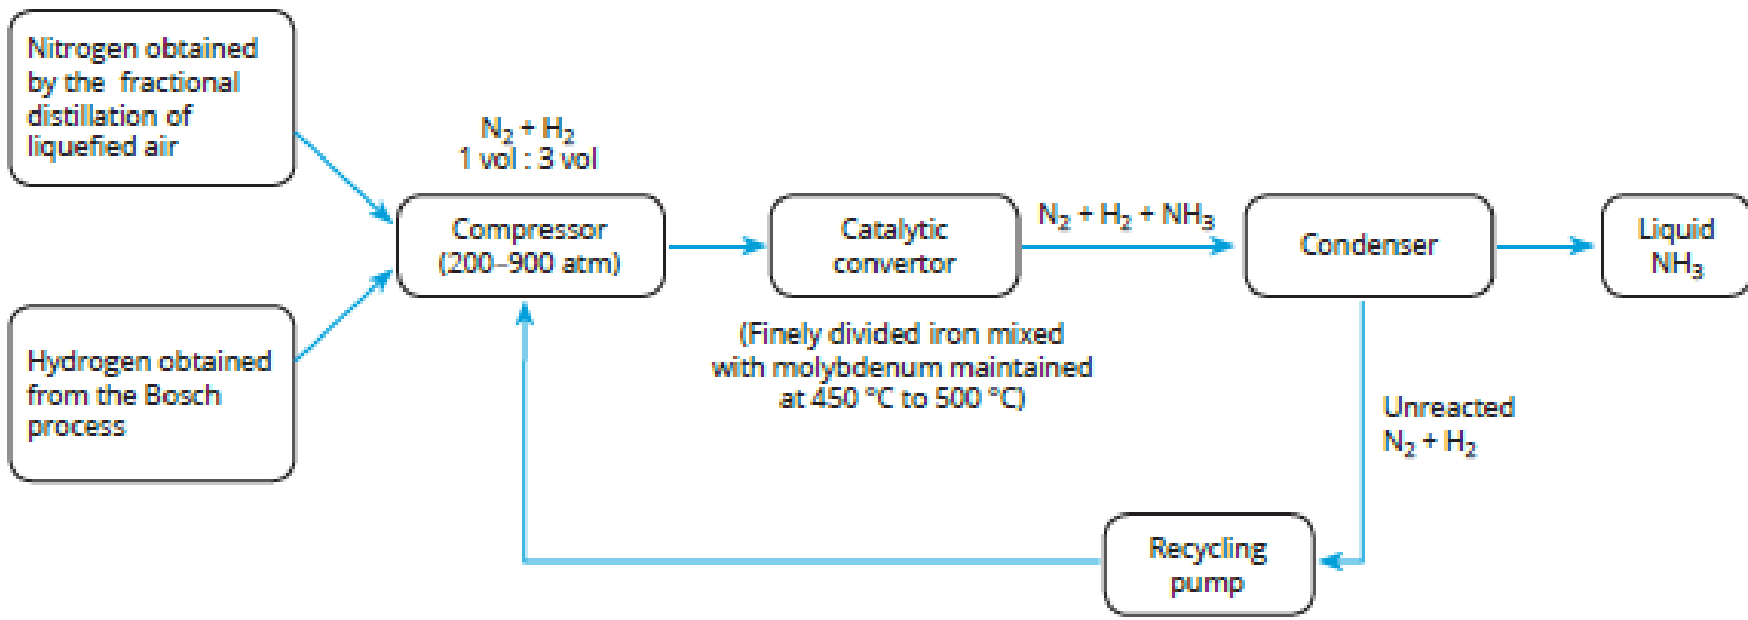 Nitrogen obtained
by the fractional
distillation of
liquefied air
N₂ + H₂
1 vol : 3 vol
Compressor
(200–900 atm)
Catalytic
convertor
N₂ + H₂ + NH₃
Condenser
Liquid
NH₃
Hydrogen obtained
from the Bosch
process
(Finely divided iron mixed
with molybdenum maintained
at 450 °C to 500 °C)
Unreacted
N₂ + H₂
Recycling
pump